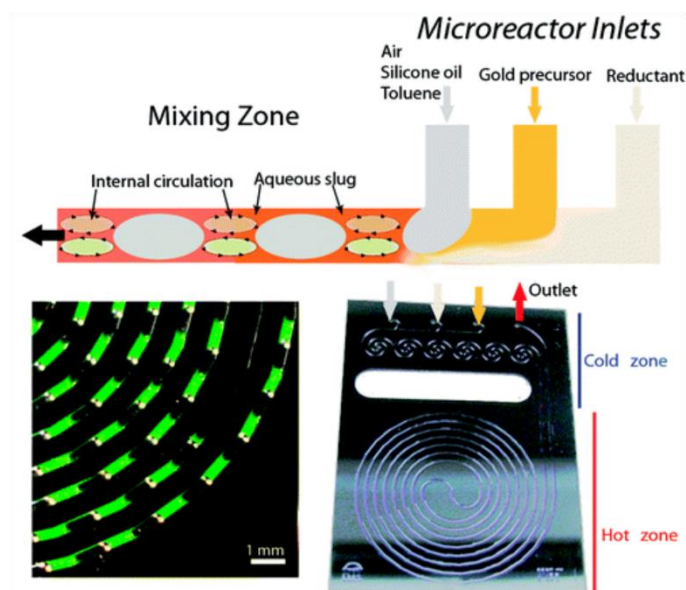 Microreactor Inlets
Air
Silicone oil
Toluene
Gold precursor
Reductant
Mixing Zone
Internal circulation
Aqueous slug
Outlet
Cold zone
1 mm
Hot zone